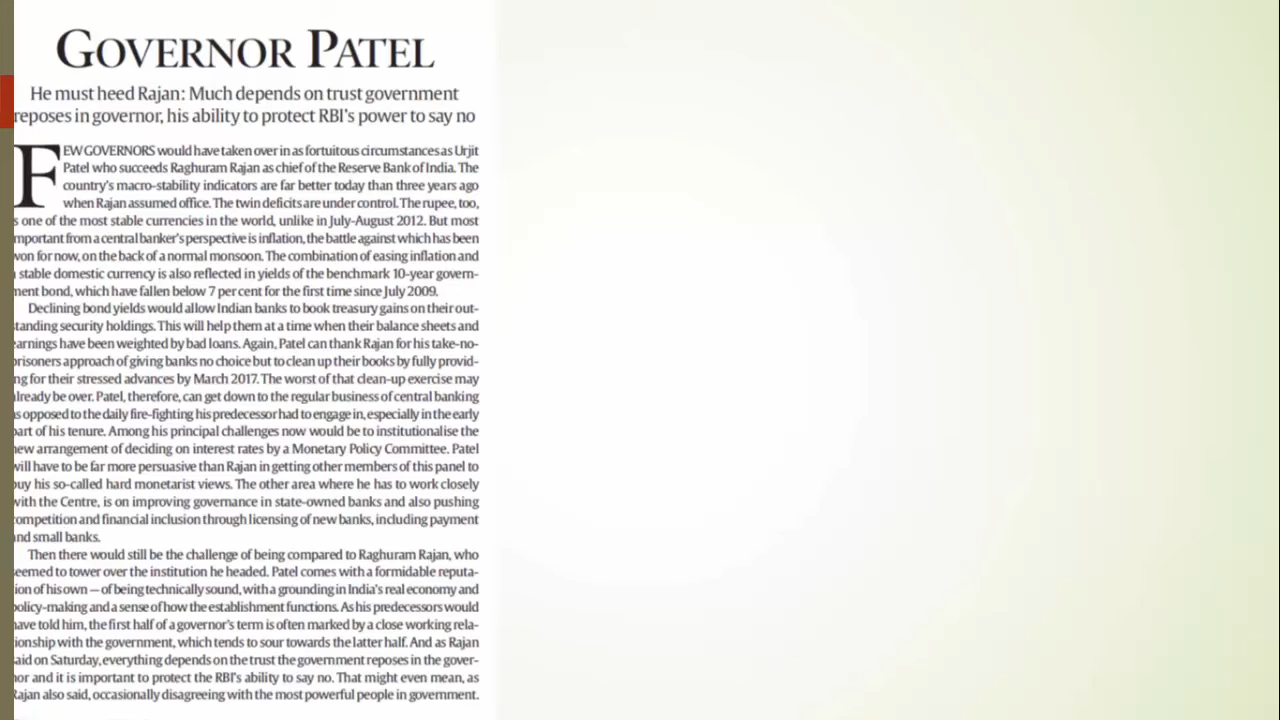 GOVERNOR PATEL
He must heed Rajan: Much depends on trust government
reposes in governor, his ability to protect RBI's power to say no
FEW GOVERNORS would have taken over in as fortuitous circumstances as Urjit
Patel who succeeds Raghuram Rajan as chief of the Reserve Bank of India. The
country's macro-stability indicators are far better today than three years ago
when Rajan assumed office. The twin deficits are under control. The rupee, too,
s one of the most stable currencies in the world, unlike in July-August 2012. But most
mportant from a central banker's perspective is inflation, the battle against which has been
won for now, on the back of a normal monsoon. The combination of easing inflation and
stable domestic currency is also reflected in yields of the benchmark 10-year govern-
ment bond, which have fallen below 7 per cent for the first time since July 2009.
Declining bond yields would allow Indian banks to book treasury gains on their out-
tanding security holdings. This will help them at a time when their balance sheets and
earnings have been weighted by bad loans. Again, Patel can thank Rajan for his take-no-
prisoners approach of giving banks no choice but to clean up their books by fully provid-
ng for their stressed advances by March 2017. The worst of that clean-up exercise may
already be over. Patel, therefore, can get down to the regular business of central banking
as opposed to the daily fire-fighting his predecessor had to engage in, especially in the early
part of his tenure. Among his principal challenges now would be to institutionalise the
new arrangement of deciding on interest rates by a Monetary Policy Committee. Patel
will have to be far more persuasive than Rajan in getting other members of this panel to
buy his so-called hard monetarist views. The other area where he has to work closely
with the Centre, is on improving governance in state-owned banks and also pushing
ompetition and financial inclusion through licensing of new banks, including payment
and small banks.
Then there would still be the challenge of being compared to Raghuram Rajan, who
eemed to tower over the institution he headed. Patel comes with a formidable reputa-
ion of his own — of being technically sound, with a grounding in India's real economy and
policy-making and a sense of how the establishment functions. As his predecessors would
have told him, the first half of a governor's term is often marked by a close working rela-
ionship with the government, which tends to sour towards the latter half. And as Rajan
aid on Saturday, everything depends on the trust the government reposes in the gover-
nor and it is important to protect the RBI's ability to say no. That might even mean, as
Rajan also said, occasionally disagreeing with the most powerful people in government.